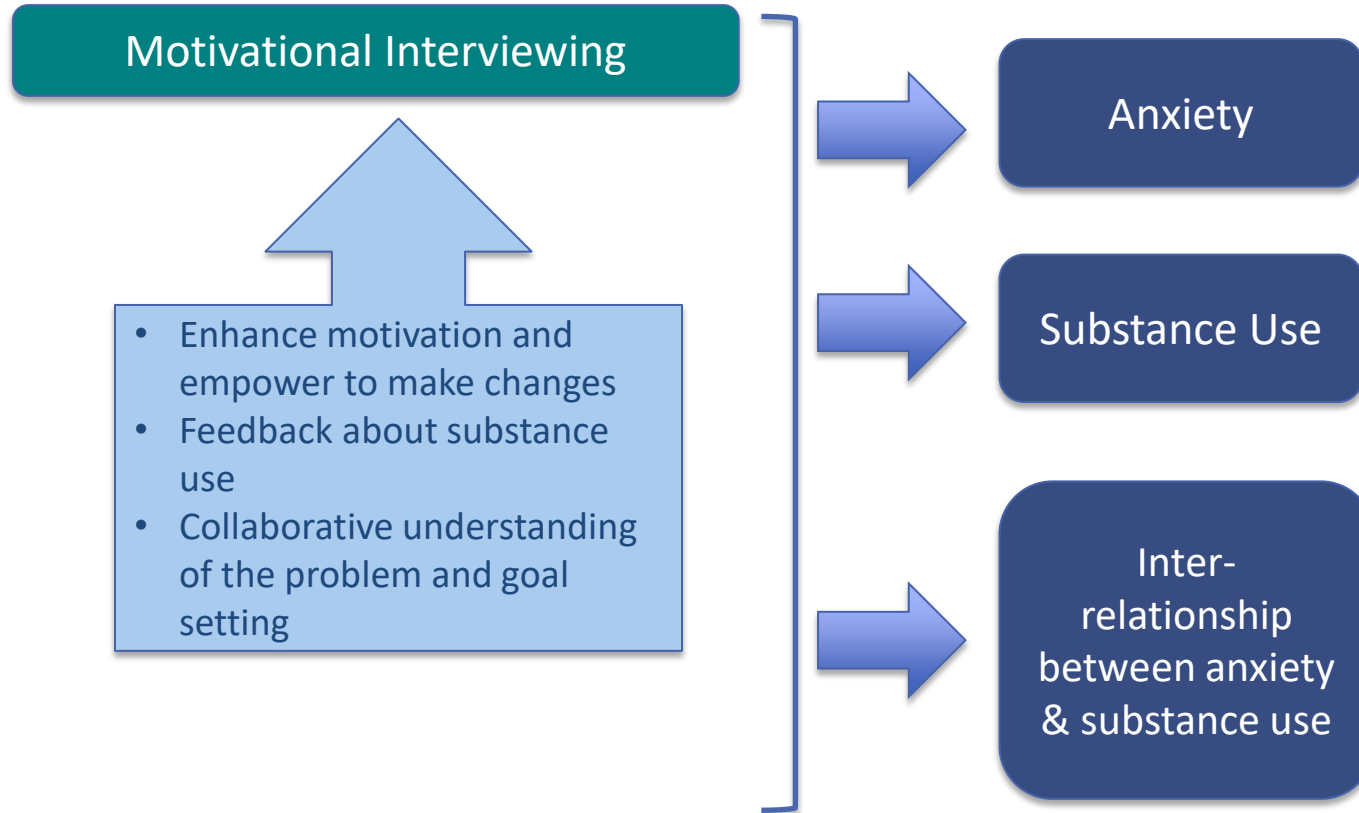 Motivational Interviewing
• Enhance motivation and
empower to make changes
• Feedback about substance
use
• Collaborative understanding
of the problem and goal
setting
Anxiety
Substance Use
Inter-
relationship
between anxiety
& substance use